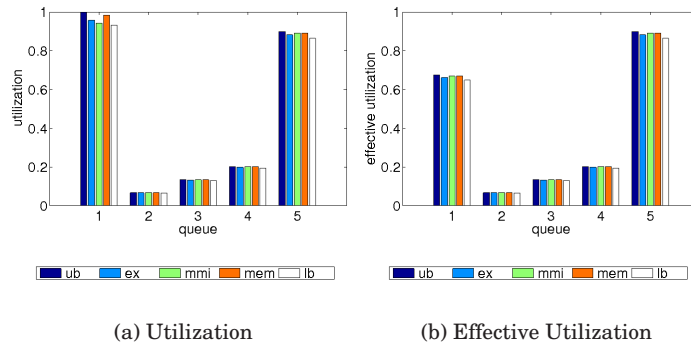 1
0.8
0.6
0.4
0.2
0
utilization
1 2 3 4 5
queue
ub ex mmi mem lb
(a) Utilization
1
0.8
0.6
0.4
0.2
0
effective utilization
1 2 3 4 5
queue
ub ex mmi mem lb
(b) Effective Utilization